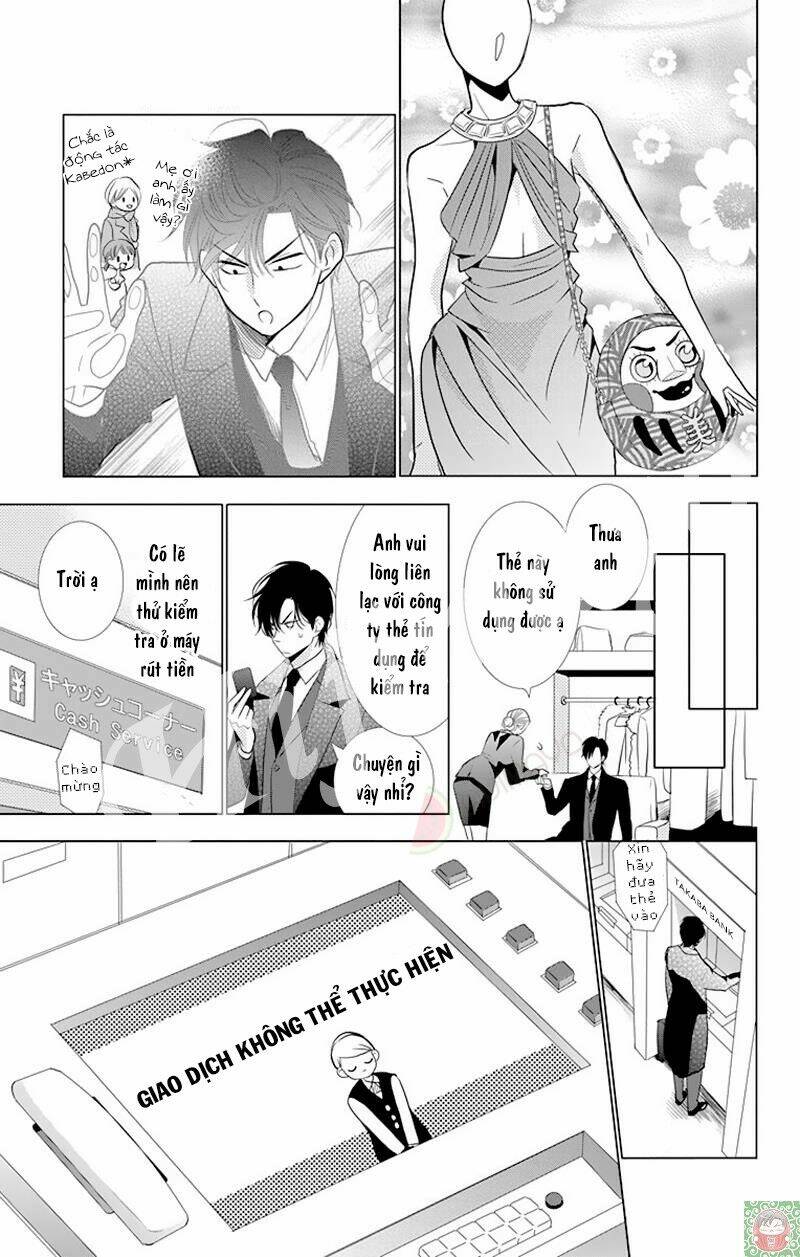 Chắc là
động tác
Kabedon*
Mẹ ơi
anh ấy
làm gì
vậy?
Thưa
anh
Thẻ này
không sử
dụng được ạ
Anh vui
lòng liên
lạc với công
ty thẻ tín
dụng để
kiểm tra
Chuyện gì
vậy nhỉ?
Có lẽ
mình nên
thử kiểm
tra ở máy
rút tiền
Trời ạ
キャッシュコーナー
¥
Cash Service
Chào
mừng
Xin
hãy
đưa
thẻ
vào
TAKABA BANK
GIAO DỊCH KHÔNG THỂ THỰC HIỆN